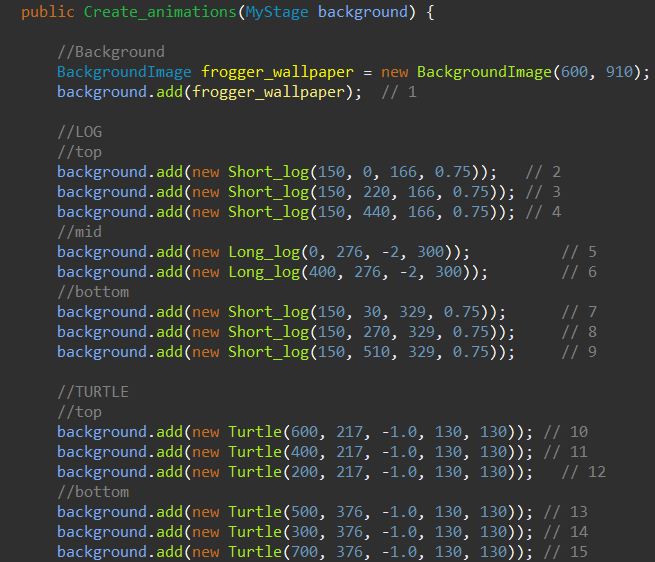 public Create_animations(MyStage background) {
//Background
BackgroundImage frogger_wallpaper = new BackgroundImage(600, 910);
background.add(frogger_wallpaper);  // 1
//LOG
//top
background.add(new Short_log(150, 0, 166, 0.75));   // 2
background.add(new Short_log(150, 220, 166, 0.75)); // 3
background.add(new Short_log(150, 440, 166, 0.75)); // 4
//mid
background.add(new Long_log(0, 276, -2, 300));          // 5
background.add(new Long_log(400, 276, -2, 300));        // 6
//bottom
background.add(new Short_log(150, 30, 329, 0.75));      // 7
background.add(new Short_log(150, 270, 329, 0.75));     // 8
background.add(new Short_log(150, 510, 329, 0.75));     // 9
//TURTLE
//top
background.add(new Turtle(600, 217, -1.0, 130, 130)); // 10
background.add(new Turtle(400, 217, -1.0, 130, 130)); // 11
background.add(new Turtle(200, 217, -1.0, 130, 130));   // 12
//bottom
background.add(new Turtle(500, 376, -1.0, 130, 130)); // 13
background.add(new Turtle(300, 376, -1.0, 130, 130)); // 14
background.add(new Turtle(700, 376, -1.0, 130, 130)); // 15